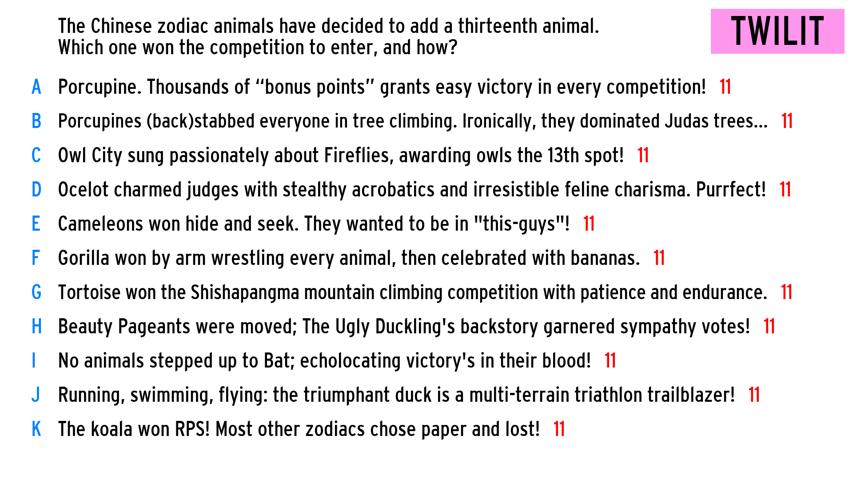 The Chinese zodiac animals have decided to add a thirteenth animal.
Which one won the competition to enter, and how?
TWILIT
A Porcupine. Thousands of “bonus points” grants easy victory in every competition! 11
B Porcupines (back)stabbed everyone in tree climbing. Ironically, they dominated Judas trees... 11
C Owl City sung passionately about Fireflies, awarding owls the 13th spot! 11
D Ocelot charmed judges with stealthy acrobatics and irresistible feline charisma. Purrfect! 11
E Cameleons won hide and seek. They wanted to be in "this-guys"! 11
F Gorilla won by arm wrestling every animal, then celebrated with bananas. 11
G Tortoise won the Shishapangma mountain climbing competition with patience and endurance. 11
H Beauty Pageants were moved; The Ugly Duckling's backstory garnered sympathy votes! 11
I No animals stepped up to Bat; echolocating victory's in their blood! 11
J Running, swimming, flying: the triumphant duck is a multi-terrain triathlon trailblazer! 11
K The koala won RPS! Most other zodiacs chose paper and lost! 11